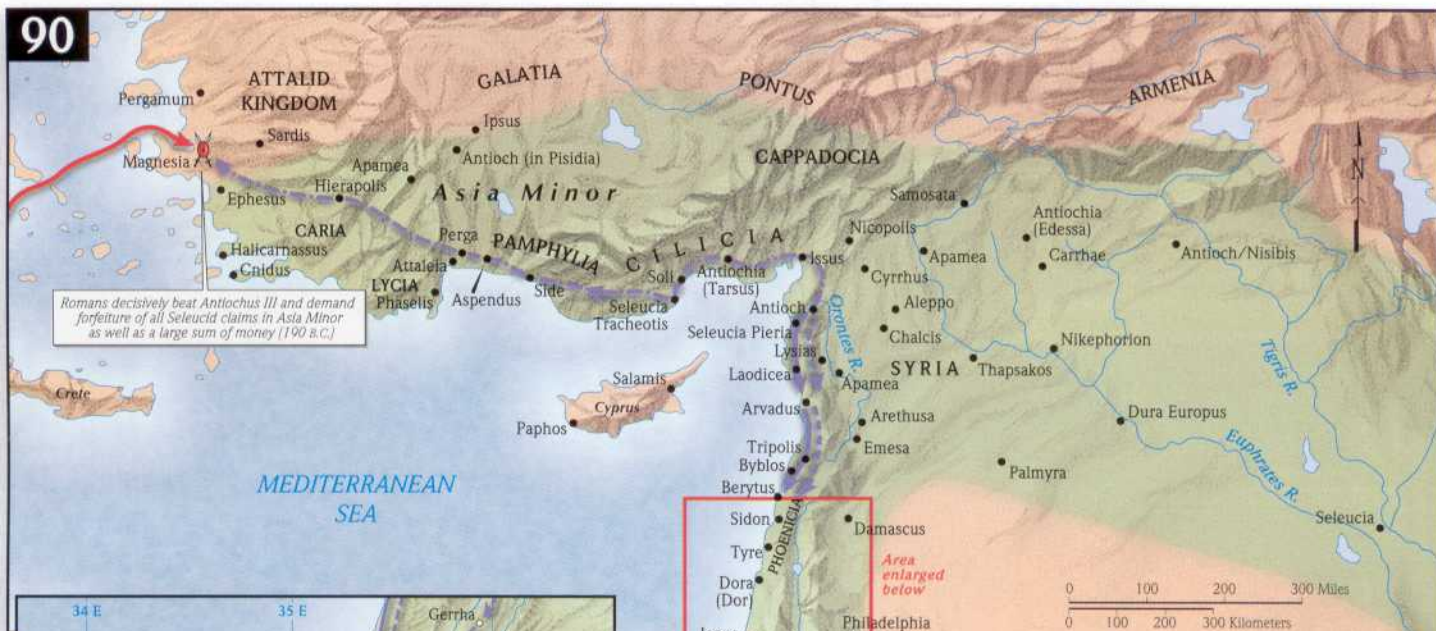 90
ATTALID
KINGDOM
GALATIA
PONTUS
ARMENIA
Pergamum
Sardis
Ipsus
Magnesia
Apamea
Antioch (in Pisidia)
CAPPADOCIA
N
Ephesus
Hierapolis
Asia Minor
Samosata
Antiochia
(Edessa)
CARIA
Perga
PAMPHYLIA
CILICIA
Nicopolis
Halicarnassus
Attaleia
Soli
Antiochia
(Tarsus)
Issus
Apamea
Carrhae
Antioch/Nisibis
Cnidus
LYCIA
Phaselis
Aspendus
Side
Seleucia
Tracheotis
Cyrrhus
Romans decisively beat Antiochus III and demand
forfeiture of all Seleucid claims in Asia Minor
as well as a large sum of money (190 B.C.)
Antioch
Aleppo
Seleucia Pieria
Orontes R.
Chalcis
Lysias
Nikephorion
Laodicea
Apamea
SYRIA
Thapsakos
Tigris R.
Crete
Salamis
Cyprus
Paphos
Arvadus
Arethusa
Dura Europus
Emesa
Tripolis
Byblos
Palmyra
Euphrates R.
MEDITERRANEAN
SEA
Berytus
Sidon
PHOENICIA
Damascus
Seleucia
Tyre
Area
enlarged
below
Dora
(Dor)
0 100 200 300 Miles
0 100 200 300 Kilometers
34 E
35 E
Gerrha
Philadelphia